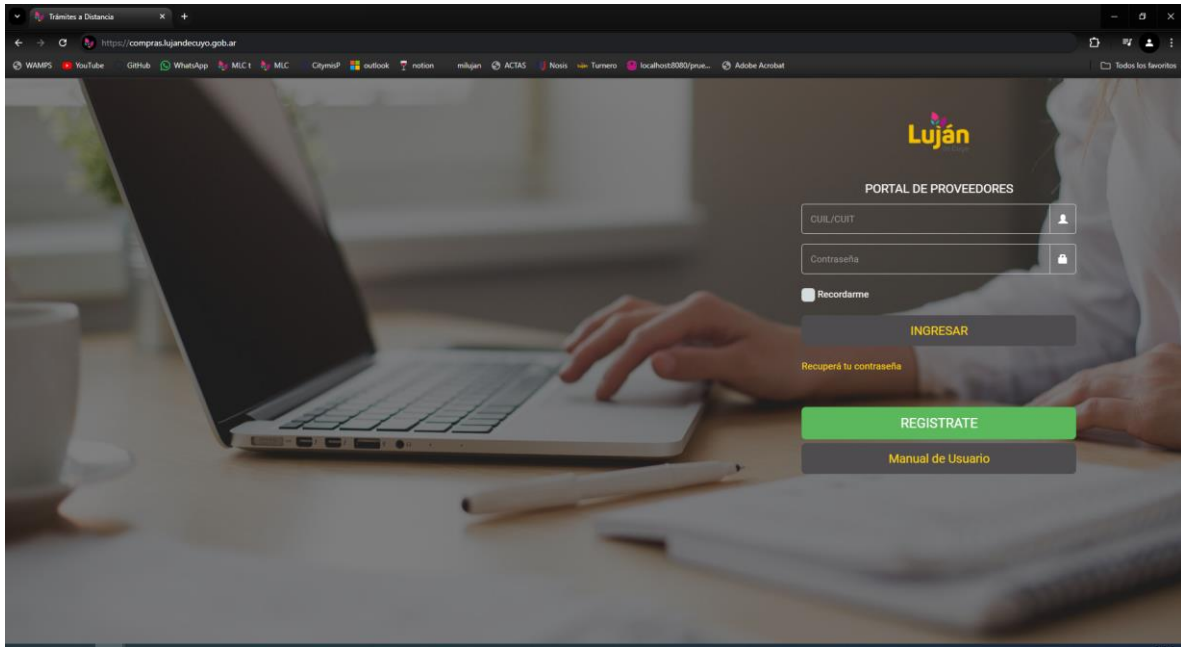 Trámites a Distancia
https://compras.lujandecuyo.gob.ar
WAMPS YouTube GitHub WhatsApp MLC t MLC CitymisP outlook notion milujan ACTAS Nosis Turnero localhost:8080/prue... Adobe Acrobat Todos los favoritos
Luján
PORTAL DE PROVEEDORES
CUIL/CUIT
Contraseña
Recordarme
INGRESAR
Recuperá tu contraseña
REGISTRATE
Manual de Usuario